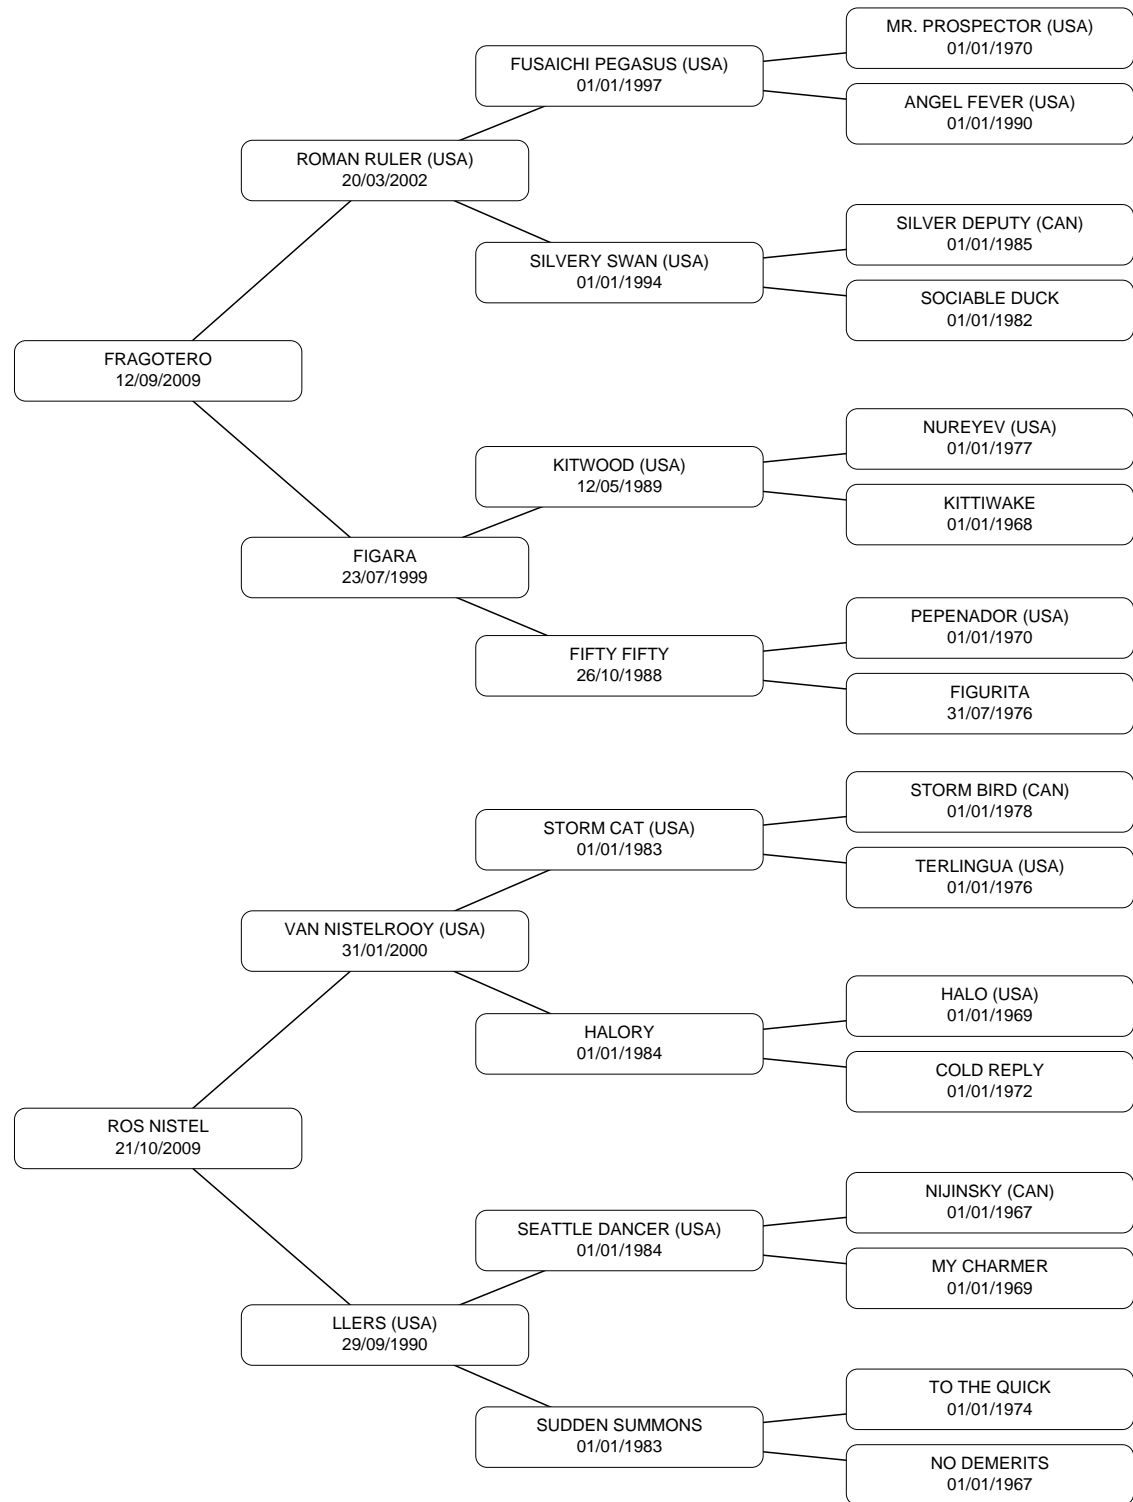 MR. PROSPECTOR (USA)
01/01/1970
FUSAICHI PEGASUS (USA)
01/01/1997
ANGEL FEVER (USA)
01/01/1990
ROMAN RULER (USA)
20/03/2002
SILVER DEPUTY (CAN)
01/01/1985
SILVERY SWAN (USA)
01/01/1994
SOCIABLE DUCK
01/01/1982
FRAGOTERO
12/09/2009
NUREYEV (USA)
01/01/1977
KITWOOD (USA)
12/05/1989
KITTIWAKE
01/01/1968
FIGARA
23/07/1999
PEPENADOR (USA)
01/01/1970
FIFTY FIFTY
26/10/1988
FIGURITA
31/07/1976
STORM BIRD (CAN)
01/01/1978
STORM CAT (USA)
01/01/1983
TERLINGUA (USA)
01/01/1976
VAN NISTELROOY (USA)
31/01/2000
HALO (USA)
01/01/1969
HALORY
01/01/1984
COLD REPLY
01/01/1972
ROS NISTEL
21/10/2009
NIJINSKY (CAN)
01/01/1967
SEATTLE DANCER (USA)
01/01/1984
MY CHARMER
01/01/1969
LLERS (USA)
29/09/1990
TO THE QUICK
01/01/1974
SUDDEN SUMMONS
01/01/1983
NO DEMERITS
01/01/1967